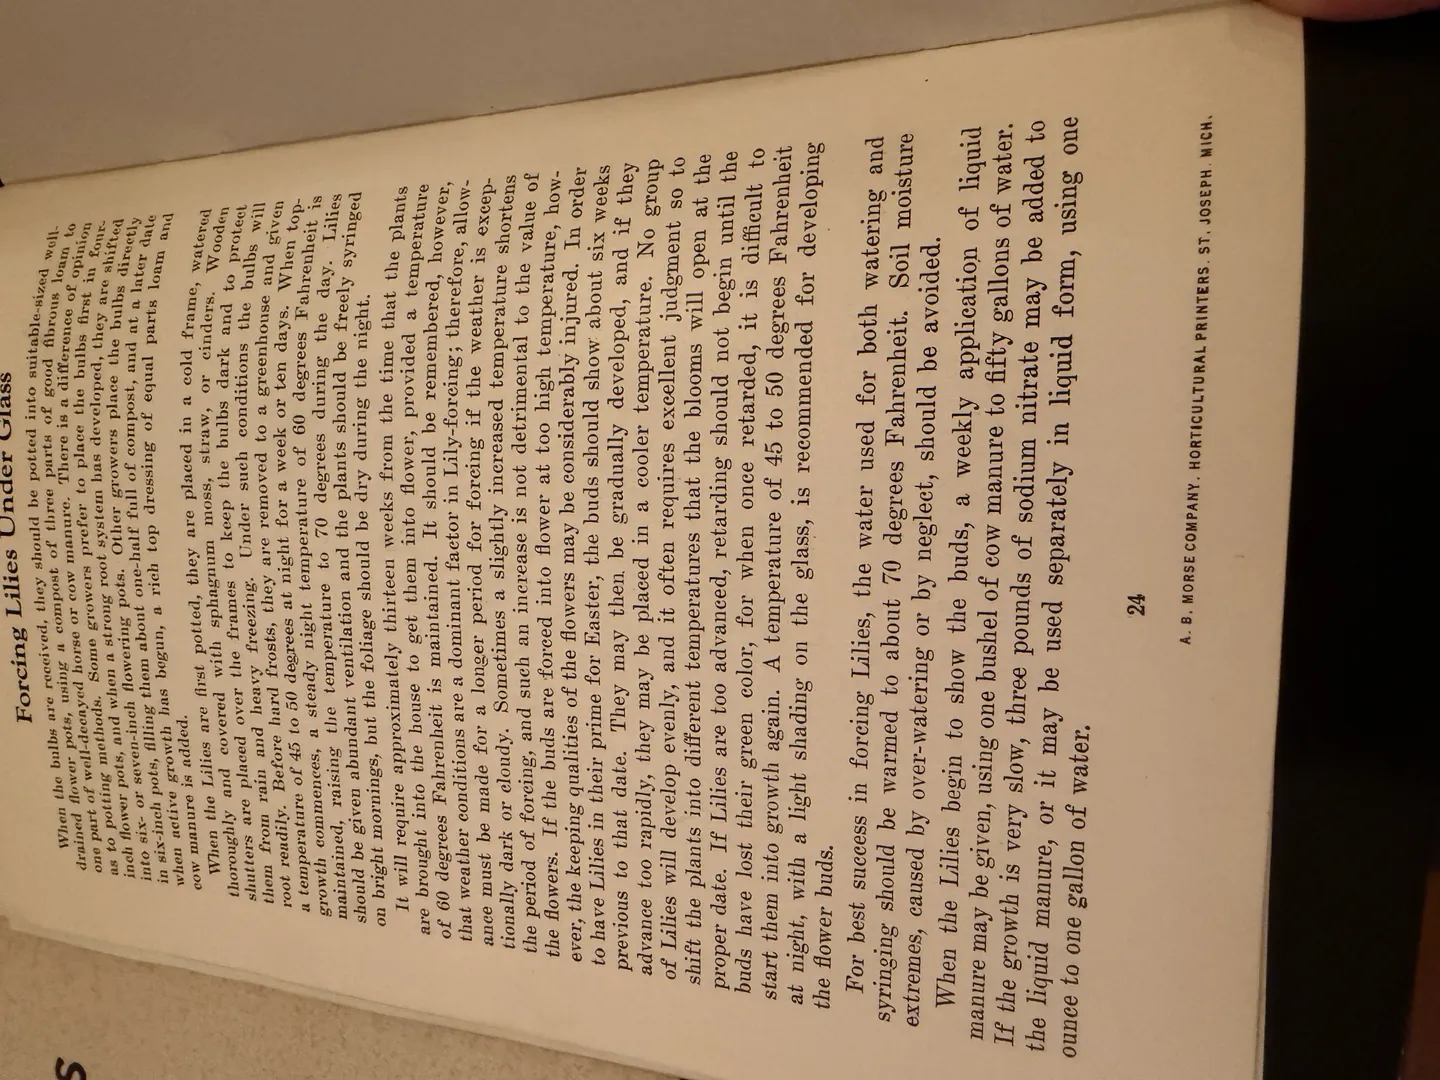 Forcing Lilies Under Glass
When the bulbs are received, they should be potted into suitable-sized well-
drained flower pots, using a compost of three parts of good fibrous loam to
one part of well-decayed horse or cow manure. There is a difference of opinion
as to potting methods. Some growers prefer to place the bulbs first in four-
inch flower pots, and when a strong root system has developed, they are shifted
into six- or seven-inch flowering pots. Other growers place the bulbs directly
in six-inch pots, filling them about one-half full of compost, and at a later date
when active growth has begun, a rich top dressing of equal parts loam and
cow manure is added.
When the Lilies are first potted, they are placed in a cold frame, watered
thoroughly and covered with sphagnum moss, straw, or cinders. Wooden
shutters are placed over the frames to keep the bulbs dark and to protect
them from rain and heavy freezing. Under such conditions the bulbs will
root readily. Before hard frosts, they are removed to a greenhouse and given
a temperature of 45 to 50 degrees at night for a week or ten days. When top-
growth commences, a steady night temperature of 60 degrees Fahrenheit is
maintained, raising the temperature to 70 degrees during the day. Lilies
should be given abundant ventilation and the plants should be freely syringed
on bright mornings, but the foliage should be dry during the night.
It will require approximately thirteen weeks from the time that the plants
are brought into the house to get them into flower, provided a temperature
of 60 degrees Fahrenheit is maintained. It should be remembered, however,
that weather conditions are a dominant factor in Lily-forcing; therefore, allow-
ance must be made for a longer period for forcing if the weather is excep-
tionally dark or cloudy. Sometimes a slightly increased temperature shortens
the period of forcing, and such an increase is not detrimental to the value of
the flowers. If the buds are forced into flower at too high temperature, how-
ever, the keeping qualities of the flowers may be considerably injured. In order
to have Lilies in their prime for Easter, the buds should show about six weeks
previous to that date. They may then be gradually developed, and if they
advance too rapidly, they may be placed in a cooler temperature. No group
of Lilies will develop evenly, and it often requires excellent judgment so to
shift the plants into different temperatures that the blooms will open at the
proper date. If Lilies are too advanced, retarding should not begin until the
buds have lost their green color, for when once retarded, it is difficult to
start them into growth again. A temperature of 45 to 50 degrees Fahrenheit
at night, with a light shading on the glass, is recommended for developing
the flower buds.
For best success in forcing Lilies, the water used for both watering and
syringing should be warmed to about 70 degrees Fahrenheit. Soil moisture
extremes, caused by over-watering or by neglect, should be avoided.
When the Lilies begin to show the buds, a weekly application of liquid
manure may be given, using one bushel of cow manure to fifty gallons of water.
If the growth is very slow, three pounds of sodium nitrate may be added to
the liquid manure, or it may be used separately in liquid form, using one
ounce to one gallon of water.
24
A. B. MORSE COMPANY, HORTICULTURAL PRINTERS, ST. JOSEPH, MICH.
S